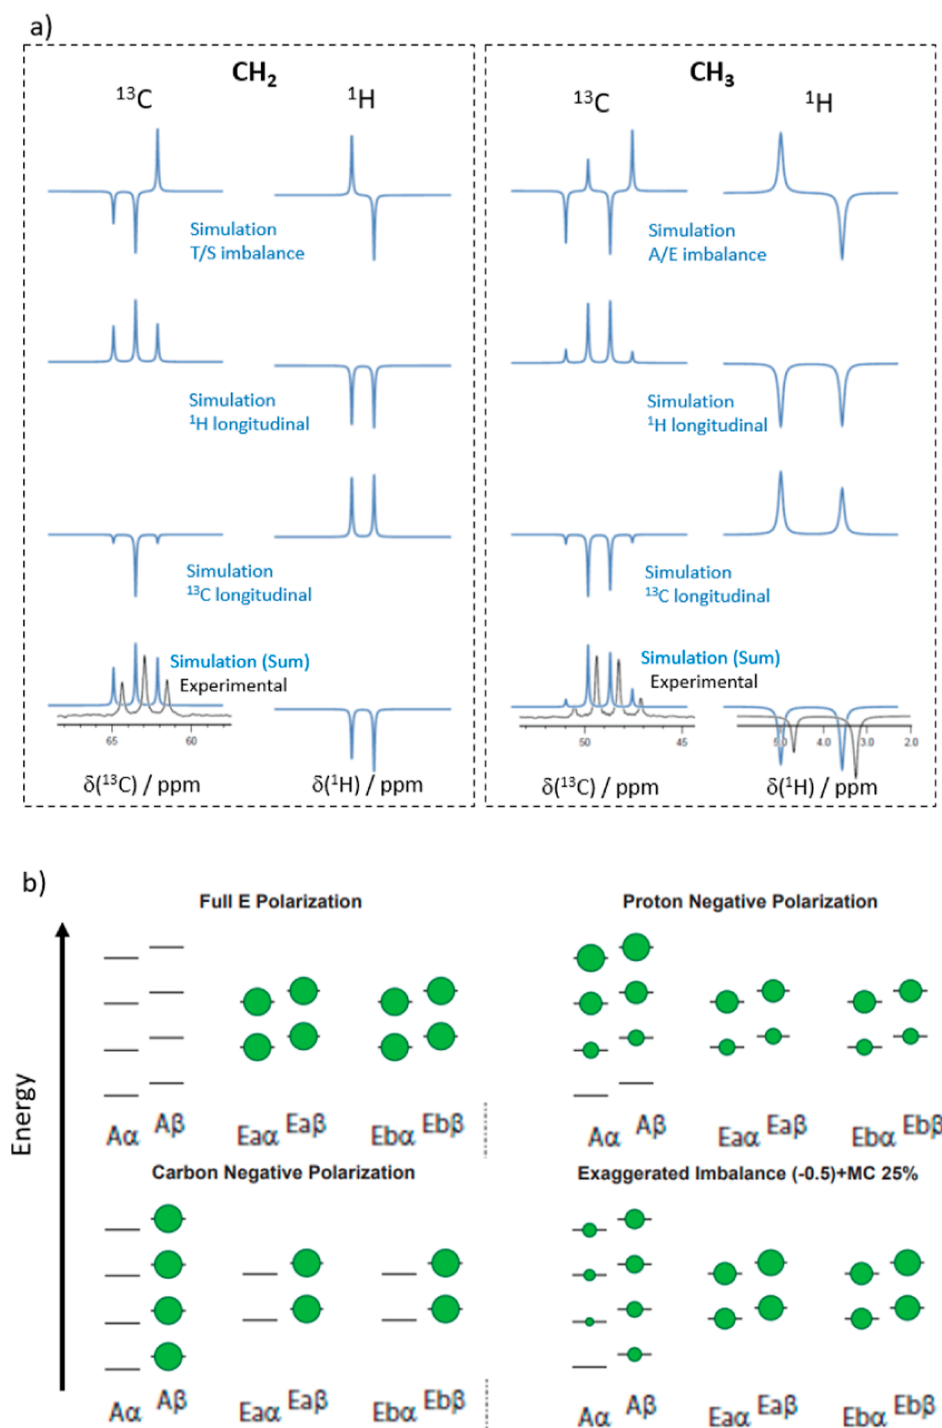 a)
CH₂
¹³C
¹H
Simulation
T/S imbalance
Simulation
¹H longitudinal
Simulation
¹³C longitudinal
Simulation (Sum)
Experimental
65
60
δ(¹³C) / ppm
δ(¹H) / ppm
CH₃
¹³C
¹H
Simulation
A/E imbalance
Simulation
¹H longitudinal
Simulation
¹³C longitudinal
Simulation (Sum)
Experimental
50
45
5.0
4.0
3.0
2.0
δ(¹³C) / ppm
δ(¹H) / ppm
b)
Energy
Full E Polarization
Aα
Aβ
Eaα
Eaβ
Ebα
Ebβ
Proton Negative Polarization
Aα
Aβ
Eaα
Eaβ
Ebα
Ebβ
Carbon Negative Polarization
Aα
Aβ
Eaα
Eaβ
Ebα
Ebβ
Exaggerated Imbalance (-0.5)+MC 25%
Aα
Aβ
Eaα
Eaβ
Ebα
Ebβ